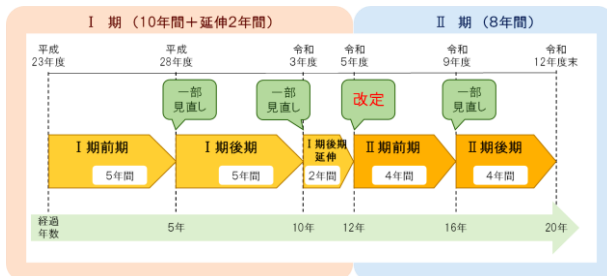 Ⅰ 期 (10年間+延伸2年間)
Ⅱ 期 (8年間)
平成
23年度
平成
28年度
令和
3年度
令和
5年度
令和
9年度
令和
12年度末
一部
見直し
一部
見直し
改定
一部
見直し
Ⅰ期前期
5年間
Ⅰ期後期
5年間
Ⅰ期後期
延伸
2年間
Ⅱ期前期
4年間
Ⅱ期後期
4年間
経過
年数
5年
10年
12年
16年
20年